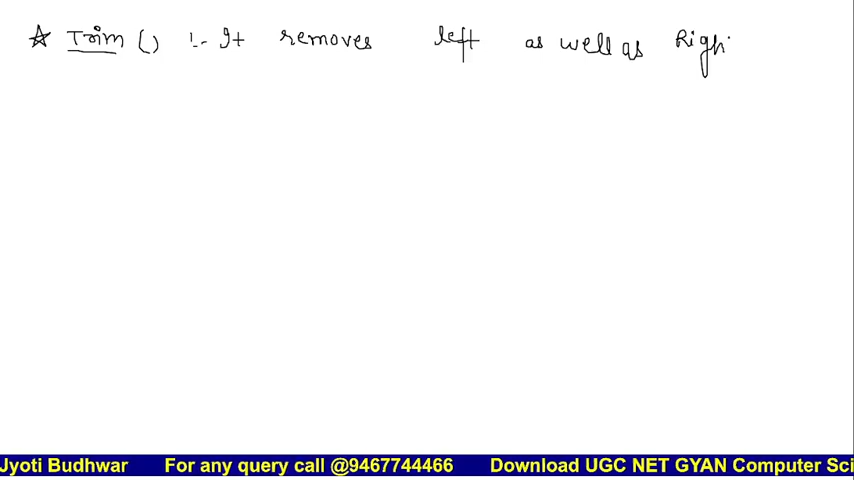 ☆ Trim () :- It removes left as well as Righ
Jyoti Budhwar For any query call @9467744466 Download UGC NET GYAN Computer Sci